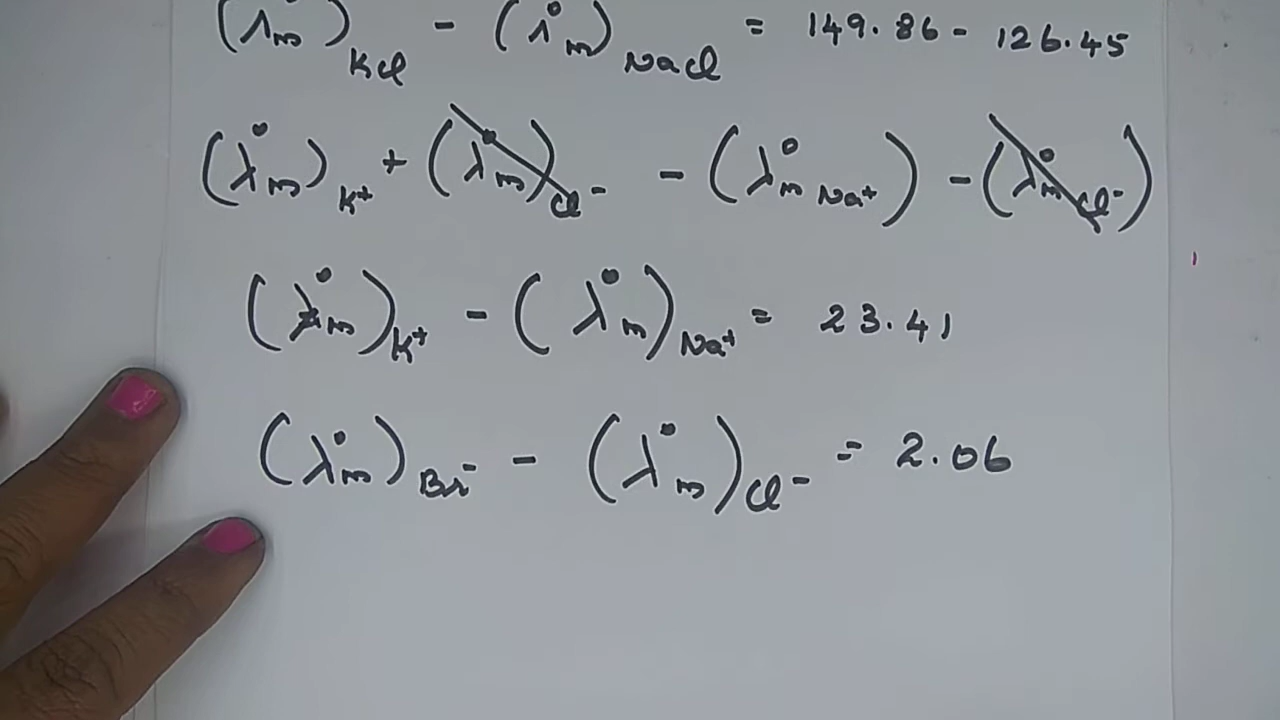 (λ°m)KCl - (λ°m)NaCl = 149.86 - 126.45
(λ°m)K+ + (λ°m)Cl- - (λ°m Na+) - (λ°m Cl-)
(λ°m)K+ - (λ°m)Na+ = 23.41
(λ°m)Br- - (λ°m)Cl- = 2.06